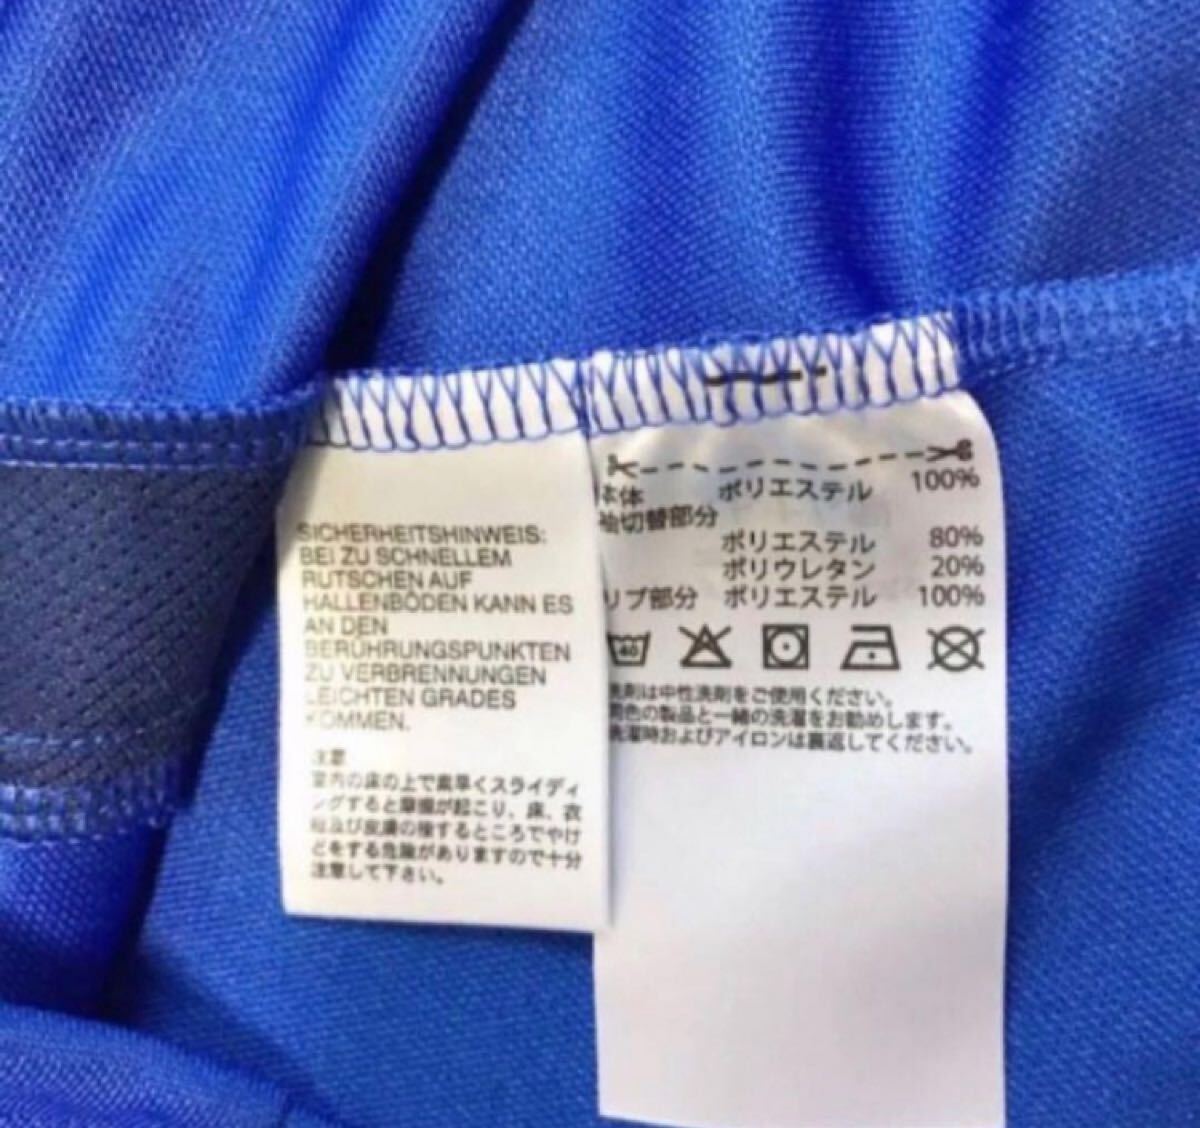 SICHERHEITSHINWEIS:
BEI ZU SCHNELLEM
RUTSCHEN AUF
HALLENBÖDEN KANN ES
AN DEN
BERÜHRUNGSPUNKTEN
ZU VERBRENNUNGEN
LEICHTEN GRADES
KOMMEN.
注意
室内の床の上で素早くスライディ
ングすると摩擦が起こり、床、衣
類及び皮膚の接するところでやけ
どをする危険がありますので十分
注意して下さい。
本体 ポリエステル 100%
袖切替部分
ポリエステル 80%
ポリウレタン 20%
リブ部分 ポリエステル 100%
40
洗剤は中性洗剤をご使用ください。
同色の製品と一緒の洗濯をお勧めします。
洗濯時およびアイロンは裏返してください。